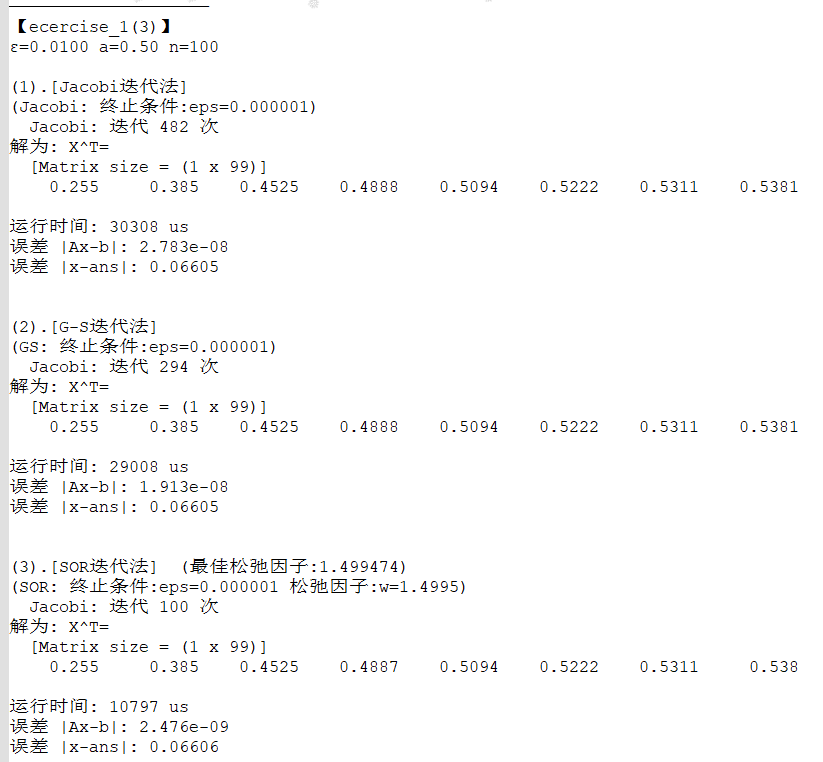 【ecercise_1(3)】
ε=0.0100 a=0.50 n=100
(1).[Jacobi迭代法]
(Jacobi: 终止条件:eps=0.000001)
Jacobi: 迭代 482 次
解为: X^T=
[Matrix size = (1 x 99)]
0.255 0.385 0.4525 0.4888 0.5094 0.5222 0.5311 0.5381
运行时间: 30308 us
误差 |Ax-b|: 2.783e-08
误差 |x-ans|: 0.06605
(2).[G-S迭代法]
(GS: 终止条件:eps=0.000001)
Jacobi: 迭代 294 次
解为: X^T=
[Matrix size = (1 x 99)]
0.255 0.385 0.4525 0.4888 0.5094 0.5222 0.5311 0.5381
运行时间: 29008 us
误差 |Ax-b|: 1.913e-08
误差 |x-ans|: 0.06605
(3).[SOR迭代法] (最佳松弛因子:1.499474)
(SOR: 终止条件:eps=0.000001 松弛因子:w=1.4995)
Jacobi: 迭代 100 次
解为: X^T=
[Matrix size = (1 x 99)]
0.255 0.385 0.4525 0.4887 0.5094 0.5222 0.5311 0.538
运行时间: 10797 us
误差 |Ax-b|: 2.476e-09
误差 |x-ans|: 0.06606